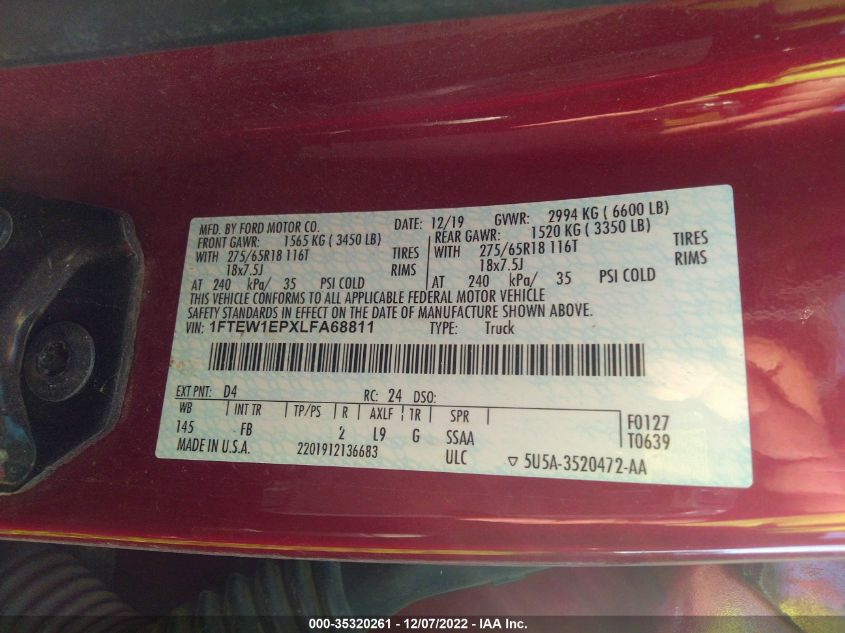 MFD. BY FORD MOTOR CO. DATE: 12/19 GVWR: 2994 KG ( 6600 LB)
FRONT GAWR: 1565 KG ( 3450 LB) REAR GAWR: 1520 KG ( 3350 LB)
WITH 275/65R18 116T TIRES WITH 275/65R18 116T TIRES
18x7.5J RIMS 18x7.5J RIMS
AT 240 kPa/ 35 PSI COLD AT 240 kPa/ 35 PSI COLD
THIS VEHICLE CONFORMS TO ALL APPLICABLE FEDERAL MOTOR VEHICLE
SAFETY STANDARDS IN EFFECT ON THE DATE OF MANUFACTURE SHOWN ABOVE.
VIN: 1FTEW1EPXLFA68811 TYPE: Truck
EXT PNT: D4 RC: 24 DSO:
WB INT TR TP/PS R AXLE TR SPR F0127
145 FB 2 L9 G SSAA T0639
MADE IN U.S.A. 2201912136683 ULC ▽ 5U5A-3520472-AA
000-35320261 - 12/07/2022 - IAA Inc.